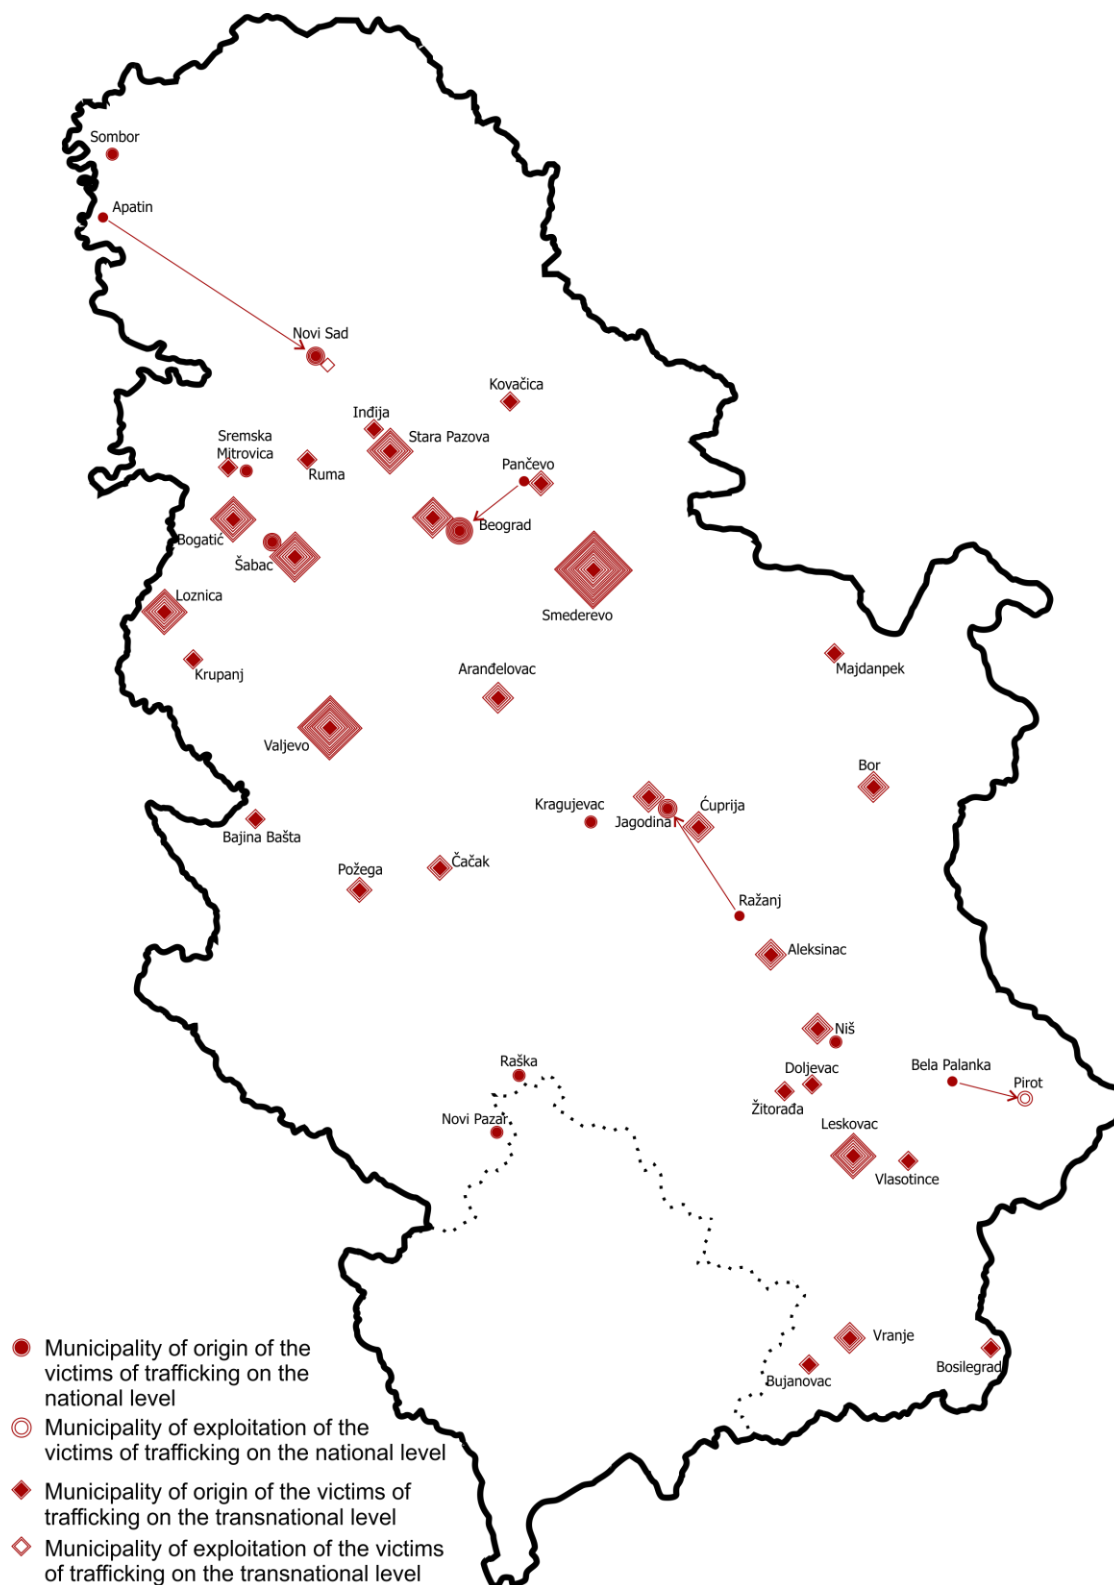 Sombor
Apatin
Novi Sad
Kovačica
Inđija
Stara Pazova
Sremska
Mitrovica
Ruma
Pančevo
Beograd
Bogatić
Šabac
Loznica
Smederevo
Krupanj
Majdanpek
Aranđelovac
Valjevo
Bor
Kragujevac
Jagodina
Ćuprija
Bajina Bašta
Požega
Čačak
Ražanj
Aleksinac
Niš
Raška
Doljevac
Bela Palanka
Pirot
Žitorađa
Novi Pazar
Leskovac
Vlasotince
Vranje
Bujanovac
Bosilegrad
Municipality of origin of the
victims of trafficking on the
national level
Municipality of exploitation of the
victims of trafficking on the national level
Municipality of origin of the victims of
trafficking on the transnational level
Municipality of exploitation of the victims
of trafficking on the transnational level